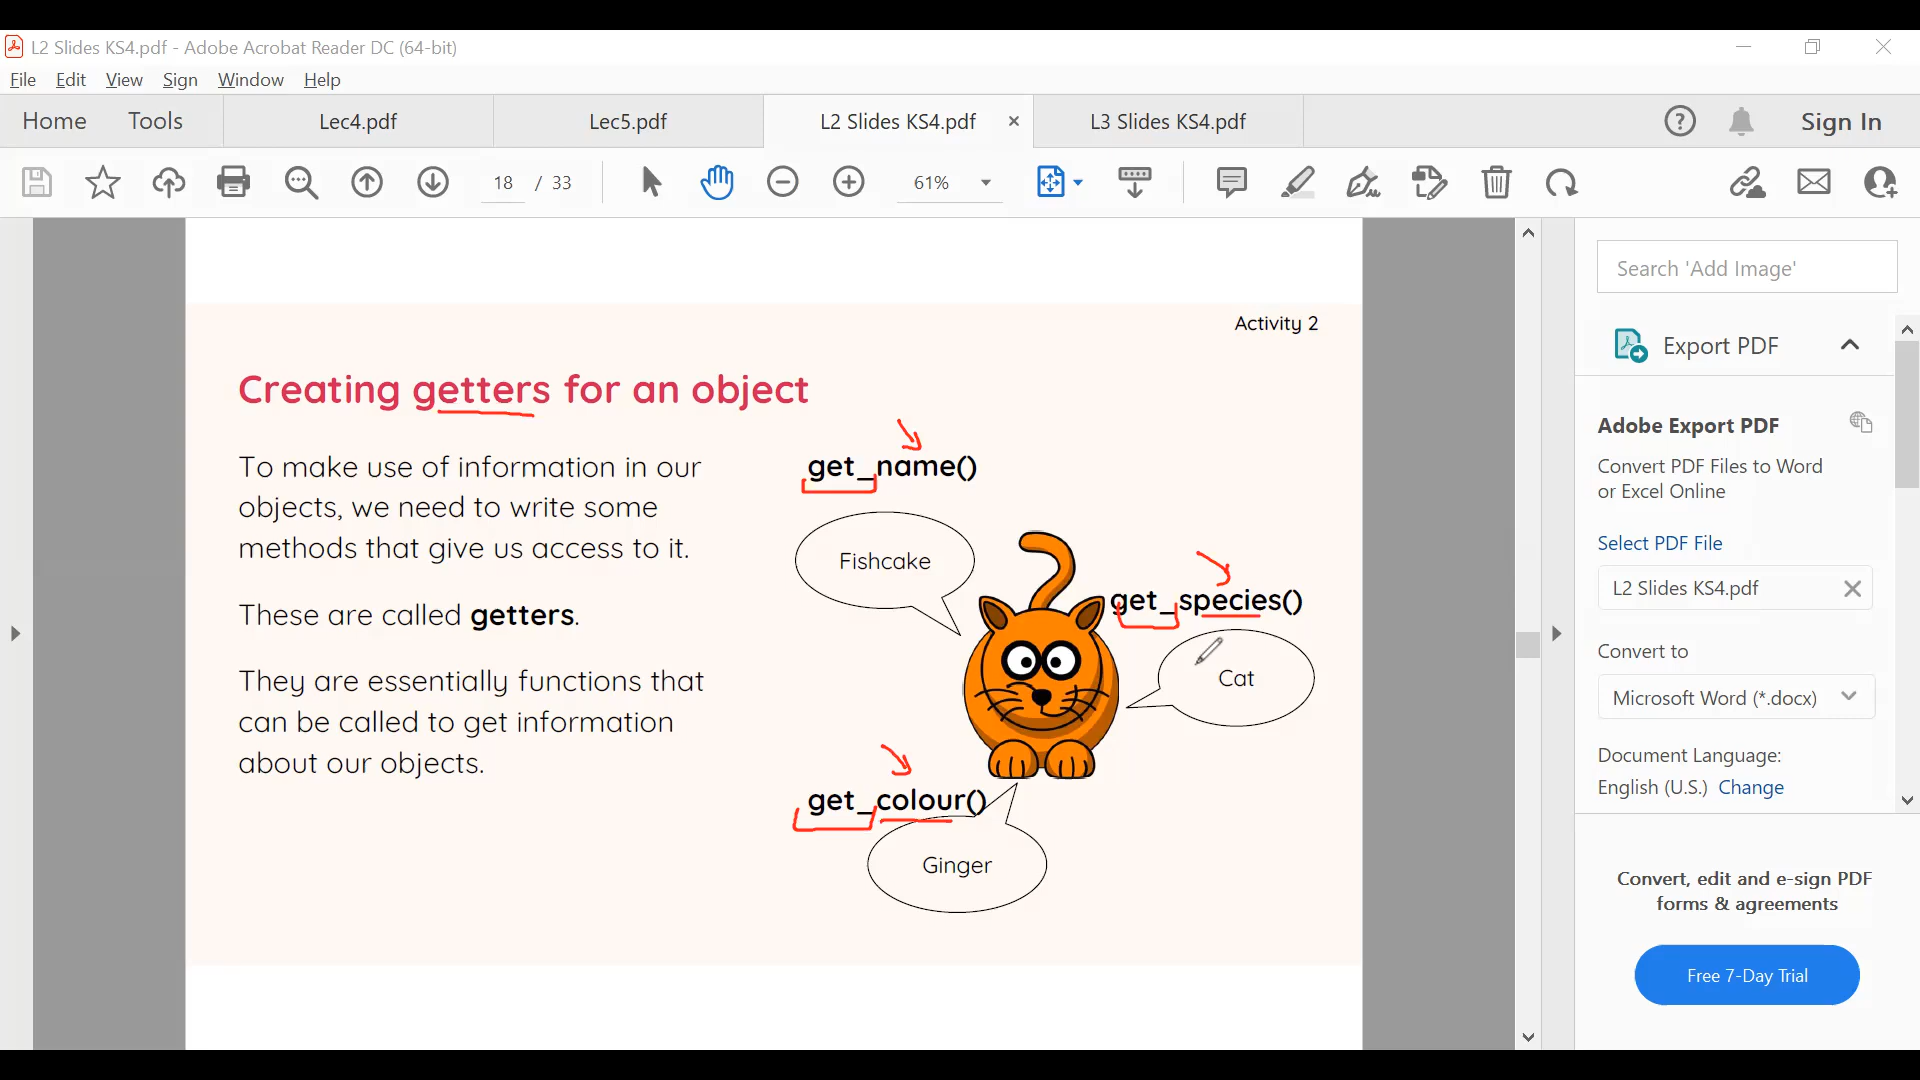 L2 Slides KS4.pdf - Adobe Acrobat Reader DC (64-bit)
File Edit View Sign Window Help
Home Tools Lec4.pdf Lec5.pdf L2 Slides KS4.pdf × L3 Slides KS4.pdf ? Sign In
18 / 33 61%
Activity 2
Creating getters for an object
To make use of information in our
objects, we need to write some
methods that give us access to it.
These are called getters.
They are essentially functions that
can be called to get information
about our objects.
get_name()
Fishcake
get_species()
Cat
get_colour()
Ginger
Search 'Add Image'
Export PDF
Adobe Export PDF
Convert PDF Files to Word
or Excel Online
Select PDF File
L2 Slides KS4.pdf
Convert to
Microsoft Word (*.docx)
Document Language:
English (U.S.) Change
Convert, edit and e-sign PDF
forms & agreements
Free 7-Day Trial